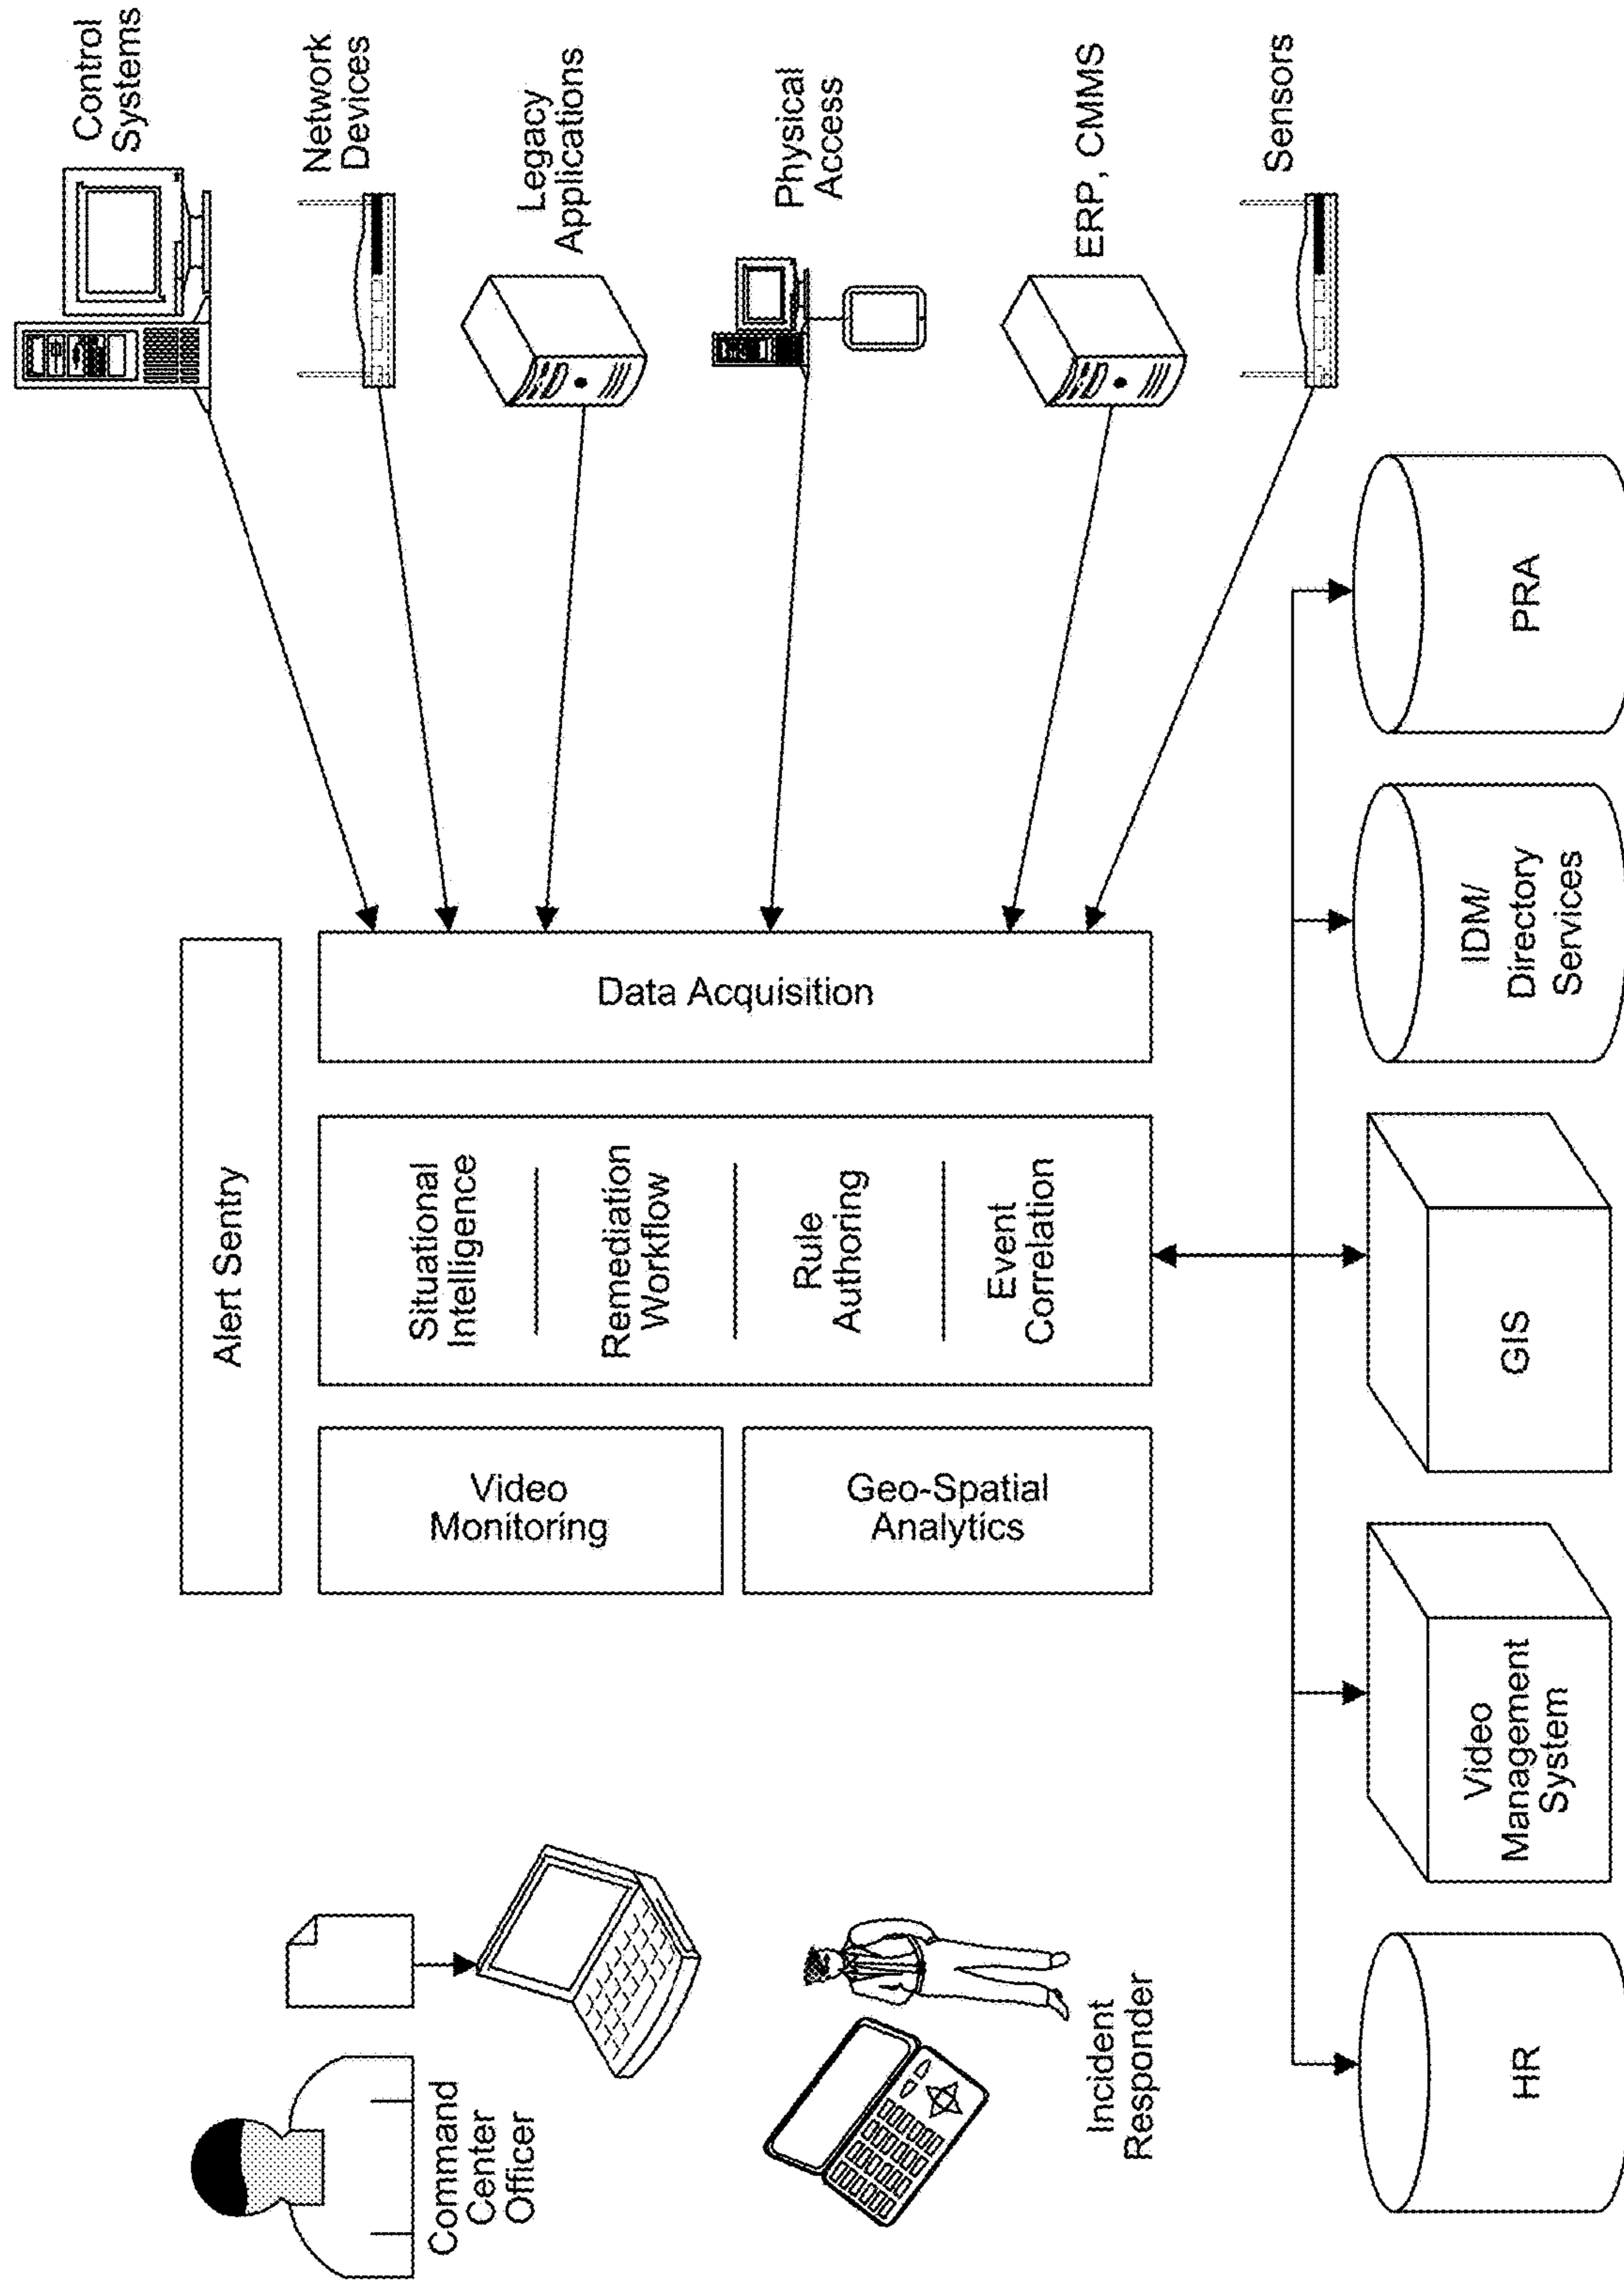 Alert Sentry
Video
Monitoring
Geo-Spatial
Analytics
Situational
Intelligence
Remediation
Workflow
Rule
Authoring
Event
Correlation
Data Acquisition
Control
Systems
Network
Devices
Legacy
Applications
Physical
Access
ERP, CMMS
Sensors
Command
Center
Officer
Incident
Responder
HR
Video
Management
System
GIS
IDM/
Directory
Services
PRA